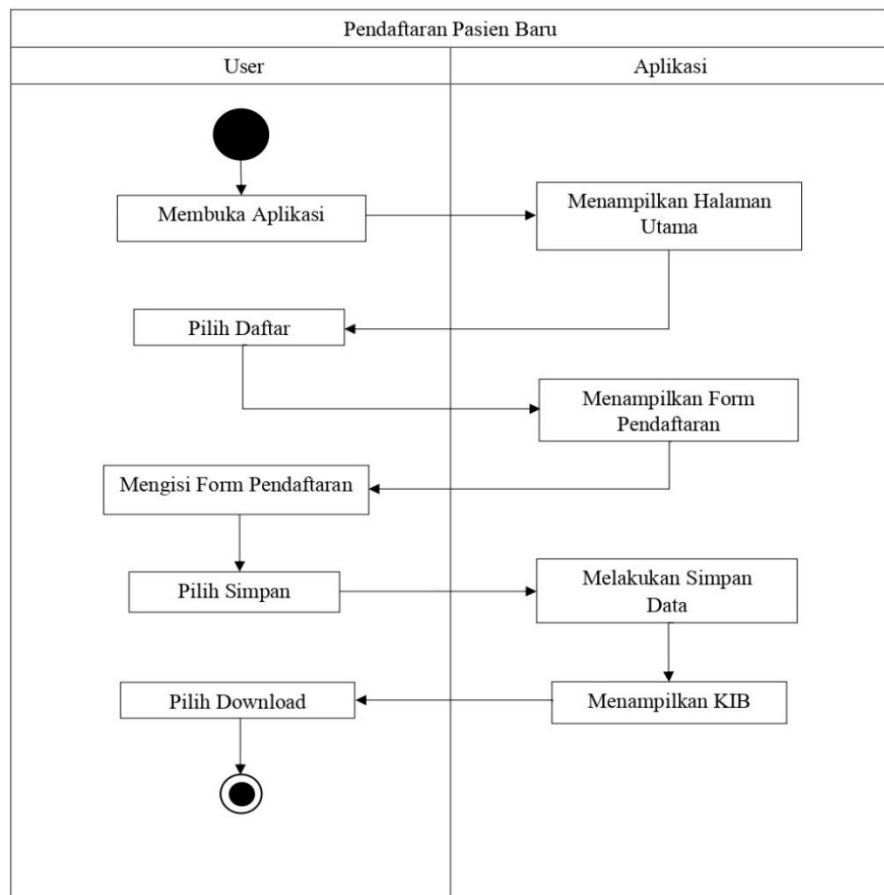 Pendaftaran Pasien Baru
User
Aplikasi
Membuka Aplikasi
Menampilkan Halaman
Utama
Pilih Daftar
Menampilkan Form
Pendaftaran
Mengisi Form Pendaftaran
Pilih Simpan
Melakukan Simpan
Data
Menampilkan KIB
Pilih Download